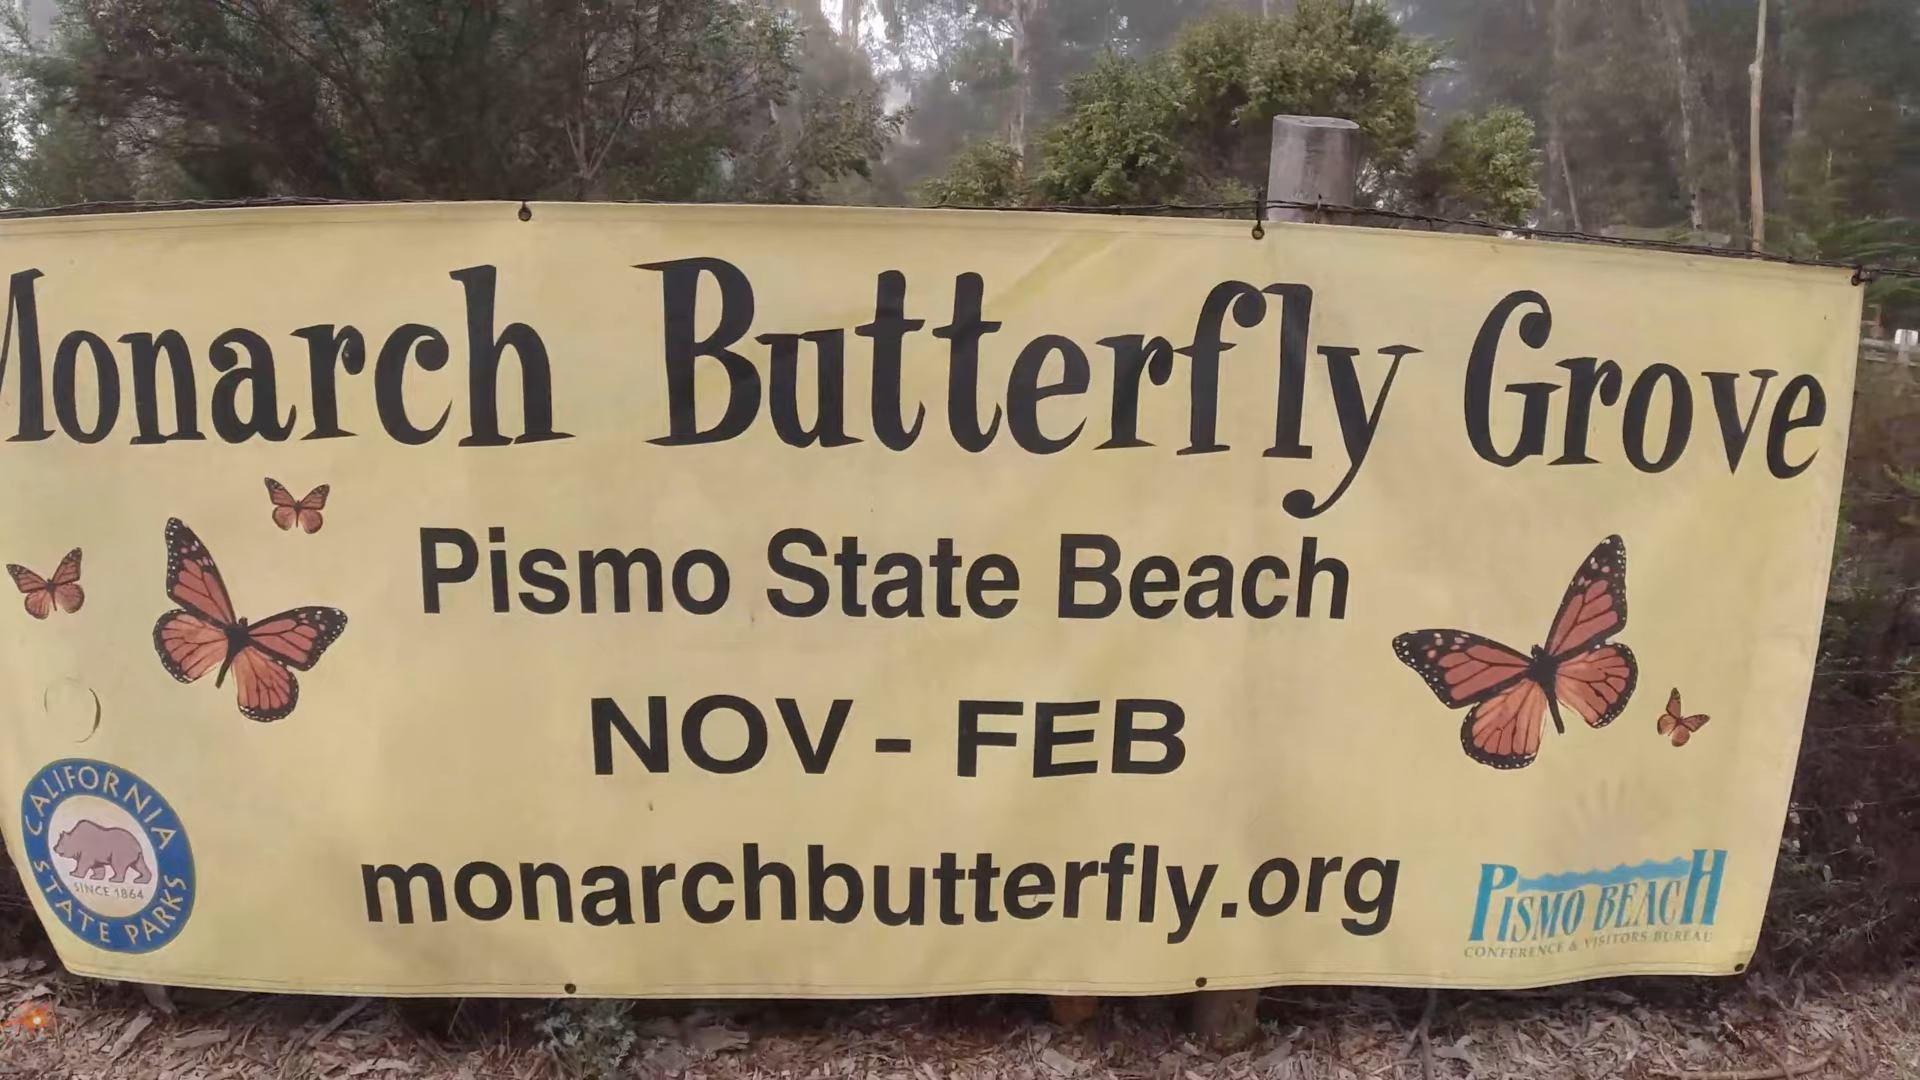 Monarch Butterfly Grove
Pismo State Beach
NOV - FEB
monarchbutterfly.org
CALIFORNIA
STATE PARKS
SINCE 1864
PISMO BEACH
CONFERENCE & VISITORS BUREAU